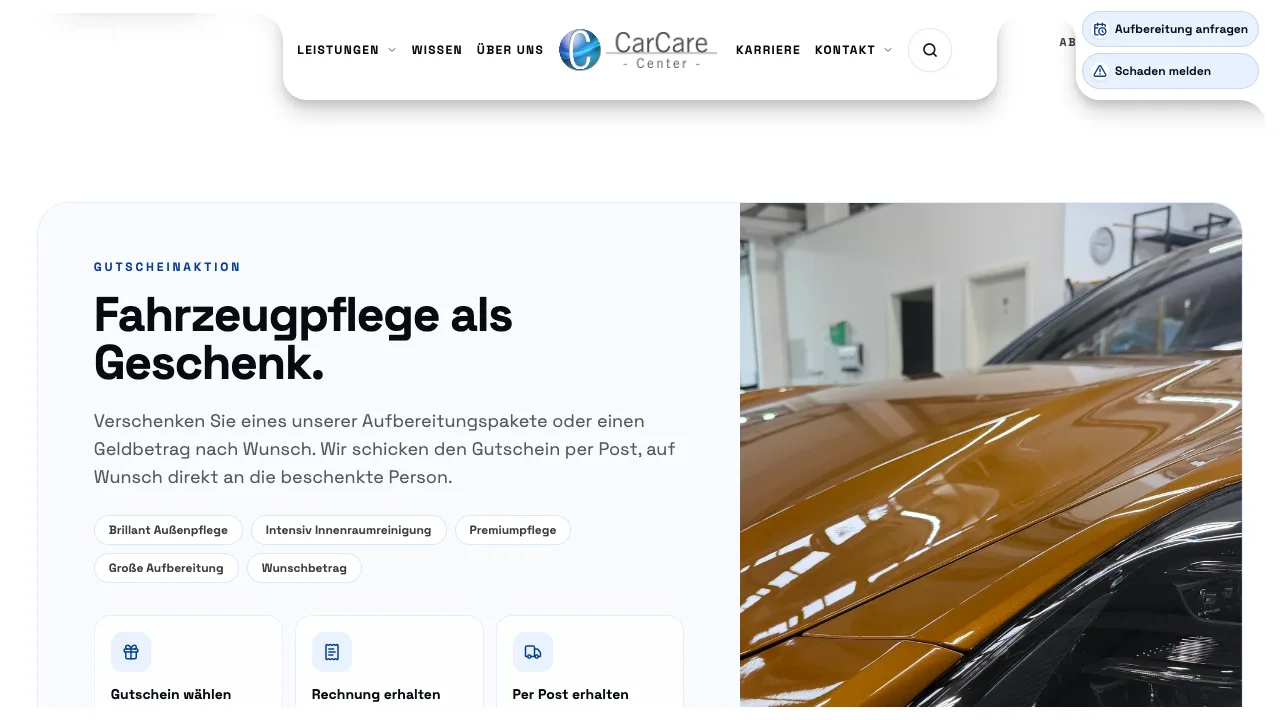 LEISTUNGEN WISSEN ÜBER UNS CarCare - Center - KARRIERE KONTAKT
AB
Aufbereitung anfragen
Schaden melden
GUTSCHEINAKTION
Fahrzeugpflege als
Geschenk.
Verschenken Sie eines unserer Aufbereitungspakete oder einen
Geldbetrag nach Wunsch. Wir schicken den Gutschein per Post, auf
Wunsch direkt an die beschenkte Person.
Brillant Außenpflege Intensiv Innenraumreinigung Premiumpflege
Große Aufbereitung Wunschbetrag
Gutschein wählen Rechnung erhalten Per Post erhalten